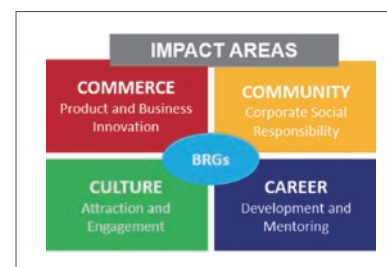 IMPACT AREAS
COMMERCE
Product and Business
Innovation
COMMUNITY
Corporate Social
Responsibility
BRGs
CULTURE
Attraction and
Engagement
CAREER
Development and
Mentoring